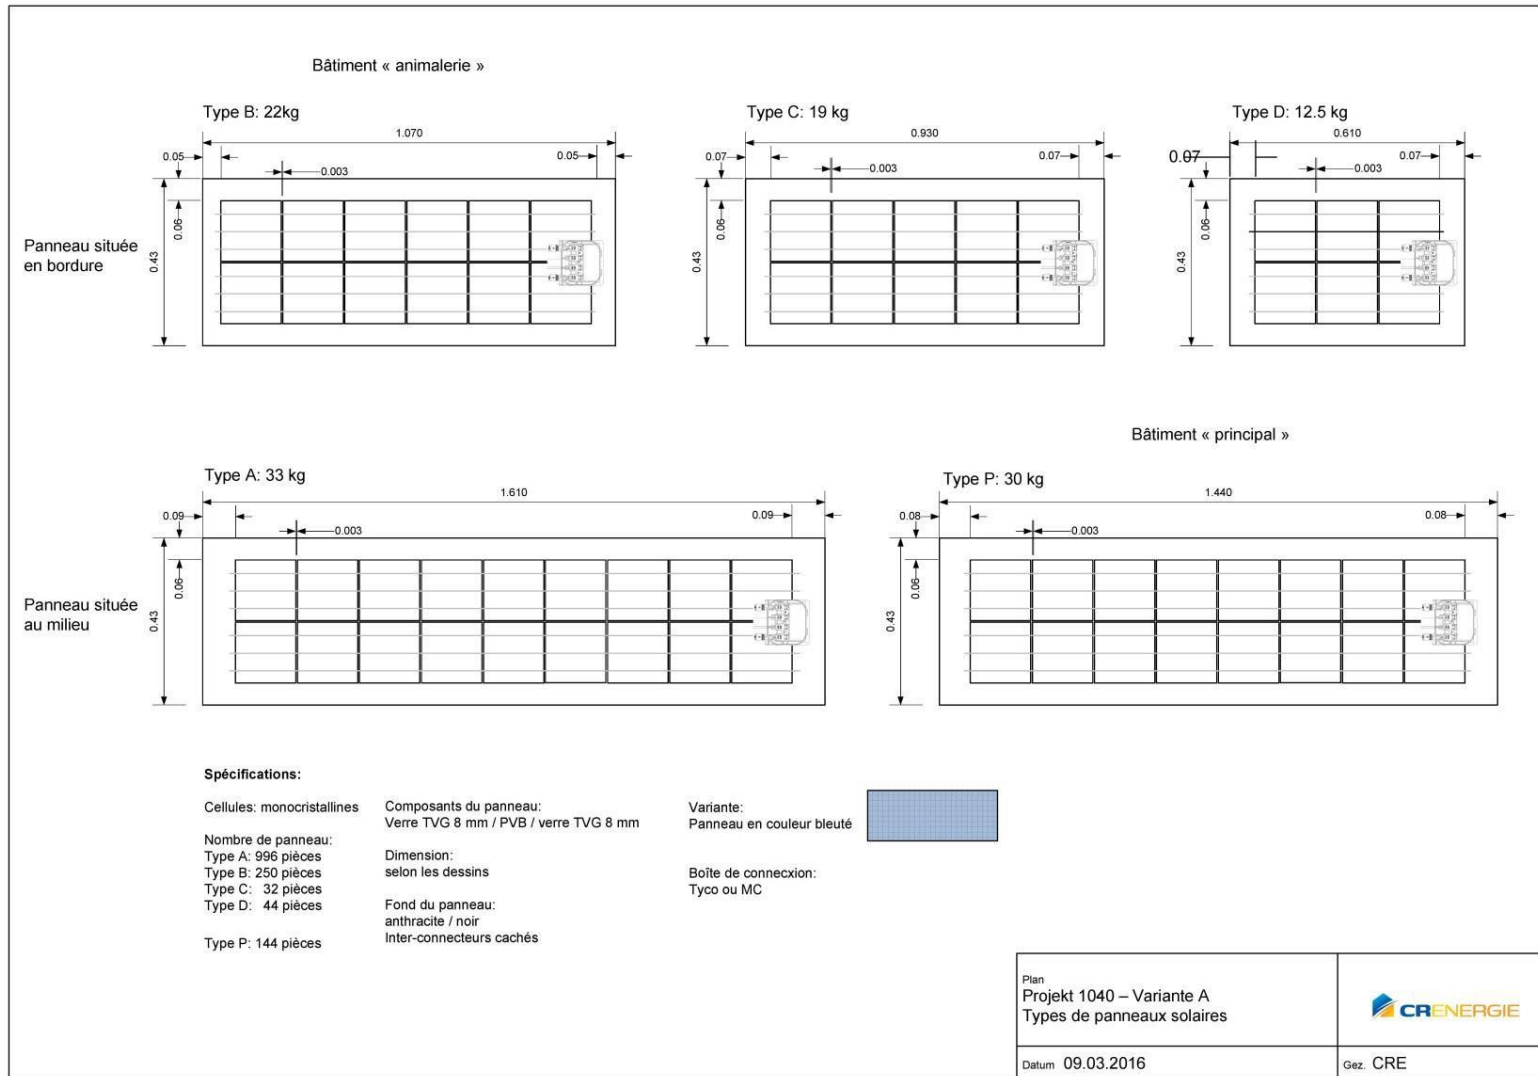 Bâtiment « animalerie »
Type B: 22kg
1.070
0.05
0.05
0.003
0.06
0.43
Type C: 19 kg
0.930
0.07
0.07
0.003
0.06
0.43
Type D: 12.5 kg
0.610
0.07
0.07
0.003
0.06
0.43
Panneau située
en bordure
Bâtiment « principal »
Type A: 33 kg
1.610
0.09
0.09
0.003
0.06
0.43
Type P: 30 kg
1.440
0.08
0.08
0.003
0.06
0.43
Panneau située
au milieu
Spécifications:
Cellules: monocristallines
Nombre de panneau:
Type A: 996 pièces
Type B: 250 pièces
Type C: 32 pièces
Type D: 44 pièces
Type P: 144 pièces
Composants du panneau:
Verre TVG 8 mm / PVB / verre TVG 8 mm
Dimension:
selon les dessins
Fond du panneau:
anthracite / noir
Inter-connecteurs cachés
Variante:
Panneau en couleur bleuté
Boîte de connecxion:
Tyco ou MC
Plan
Projekt 1040 – Variante A
Types de panneaux solaires
CRENERGIE
Datum 09.03.2016
Gez. CRE